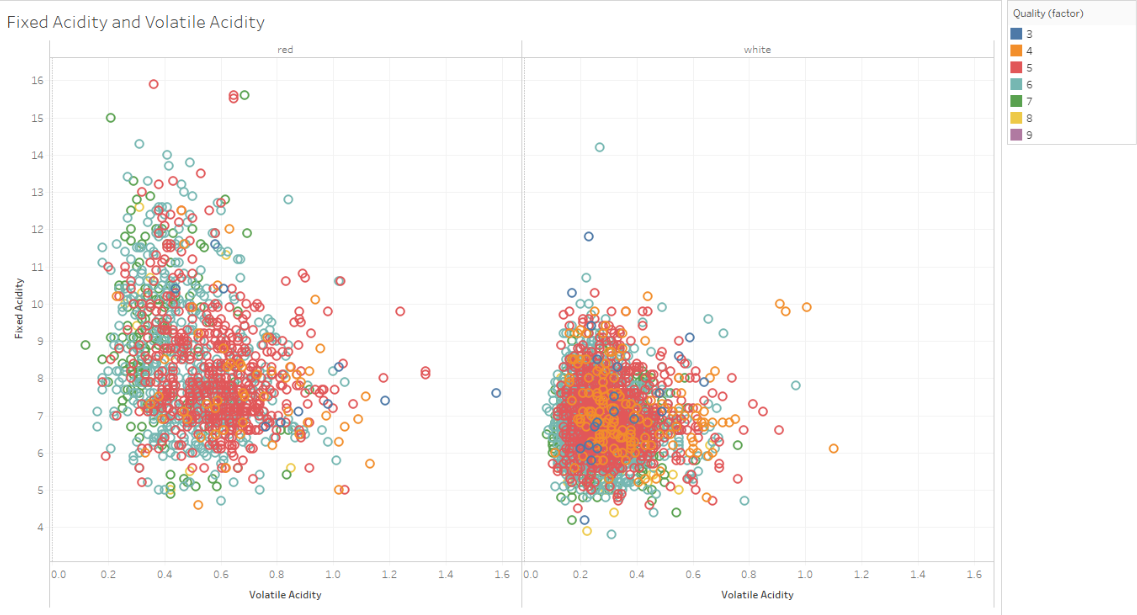 Fixed Acidity and Volatile Acidity
red
white
Fixed Acidity
16
15
14
13
12
11
10
9
8
7
6
5
4
0.0 0.2 0.4 0.6 0.8 1.0 1.2 1.4 1.6
0.0 0.2 0.4 0.6 0.8 1.0 1.2 1.4 1.6
Volatile Acidity
Volatile Acidity
Quality (factor)
3
4
5
6
7
8
9